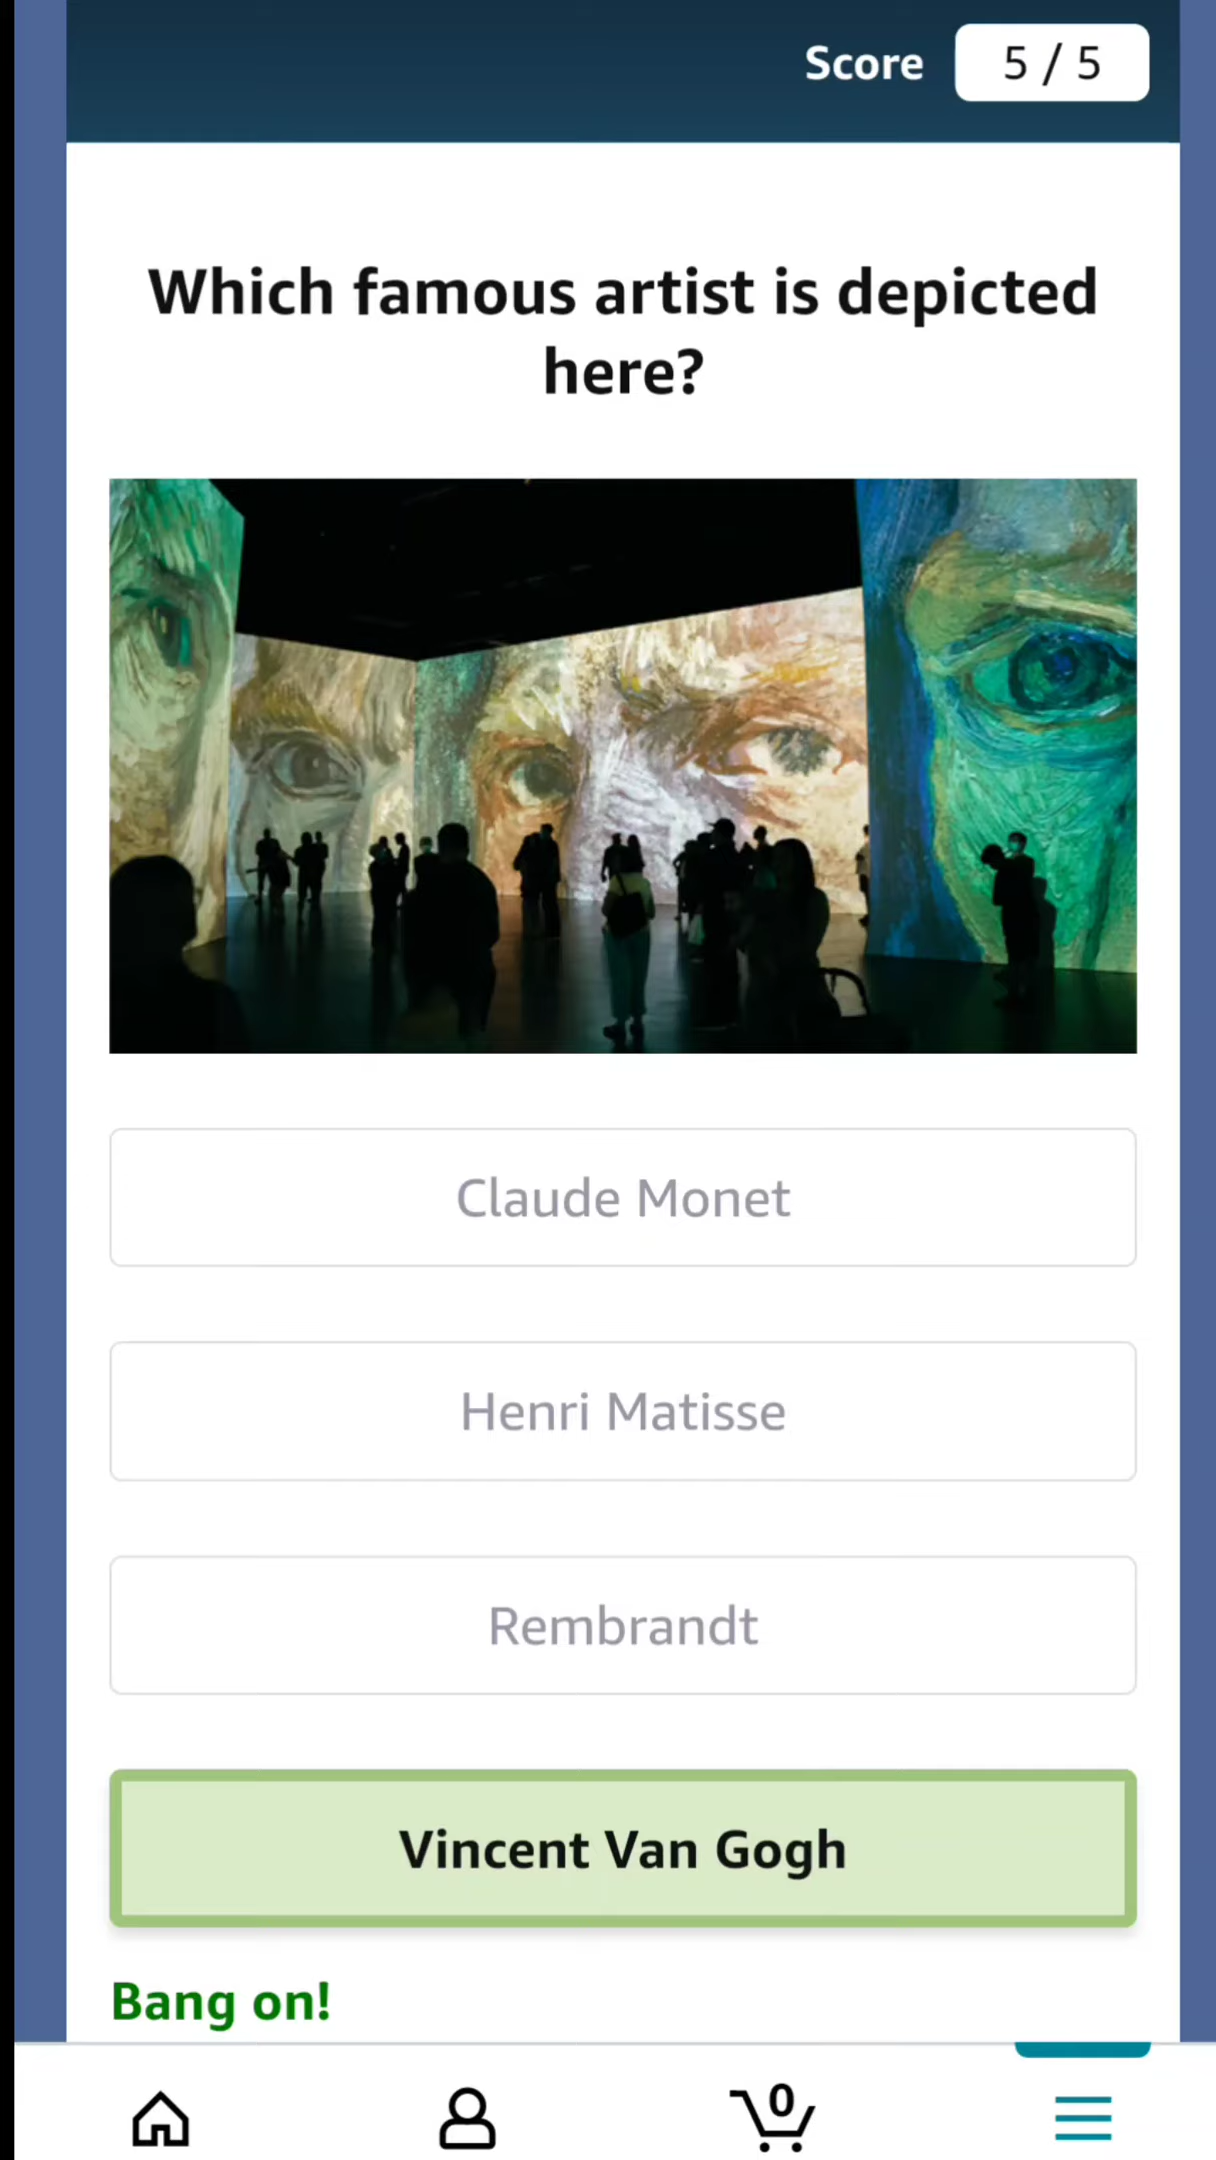 Score 5 / 5
Which famous artist is depicted
here?
Claude Monet
Henri Matisse
Rembrandt
Vincent Van Gogh
Bang on!
0